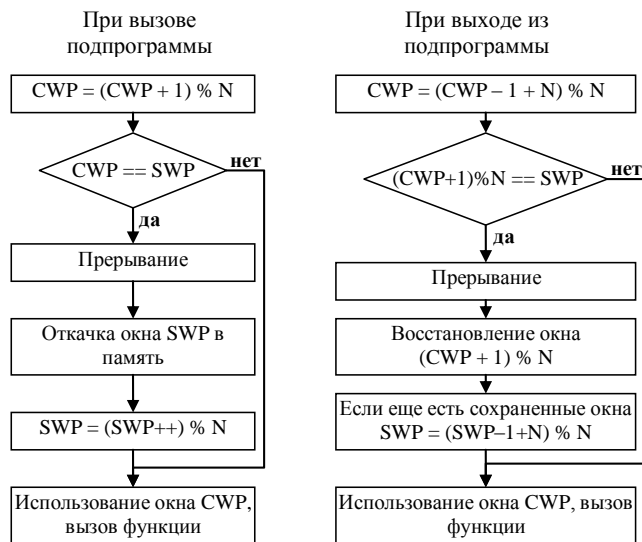 При вызове
подпрограммы
CWP = (CWP + 1) % N
CWP == SWP
нет
да
Прерывание
Откачка окна SWP в
память
SWP = (SWP++) % N
Использование окна CWP,
вызов функции
При выходе из
подпрограммы
CWP = (CWP – 1 + N) % N
(CWP+1)%N == SWP
нет
да
Прерывание
Восстановление окна
(CWP + 1) % N
Если еще есть сохраненные окна
SWP = (SWP–1+N) % N
Использование окна CWP, вызов
функции